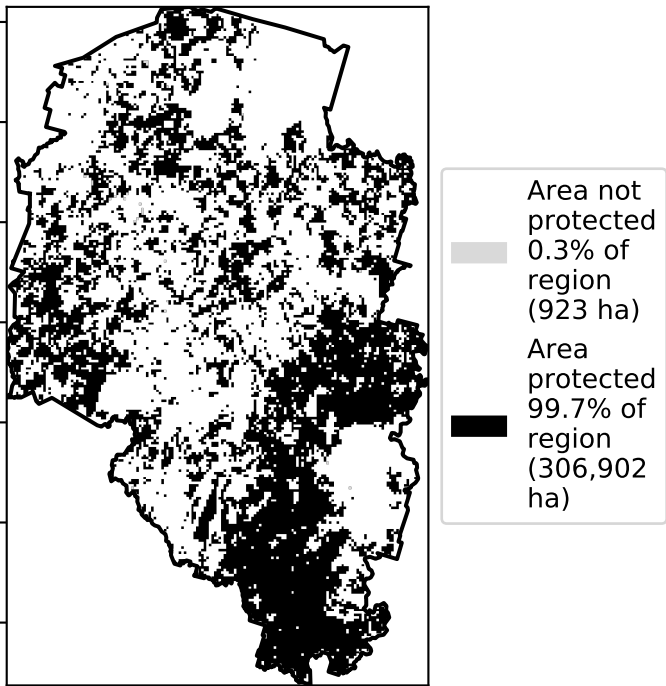 Area not
protected
0.3% of
region
(923 ha)
Area
protected
99.7% of
region
(306,902
ha)